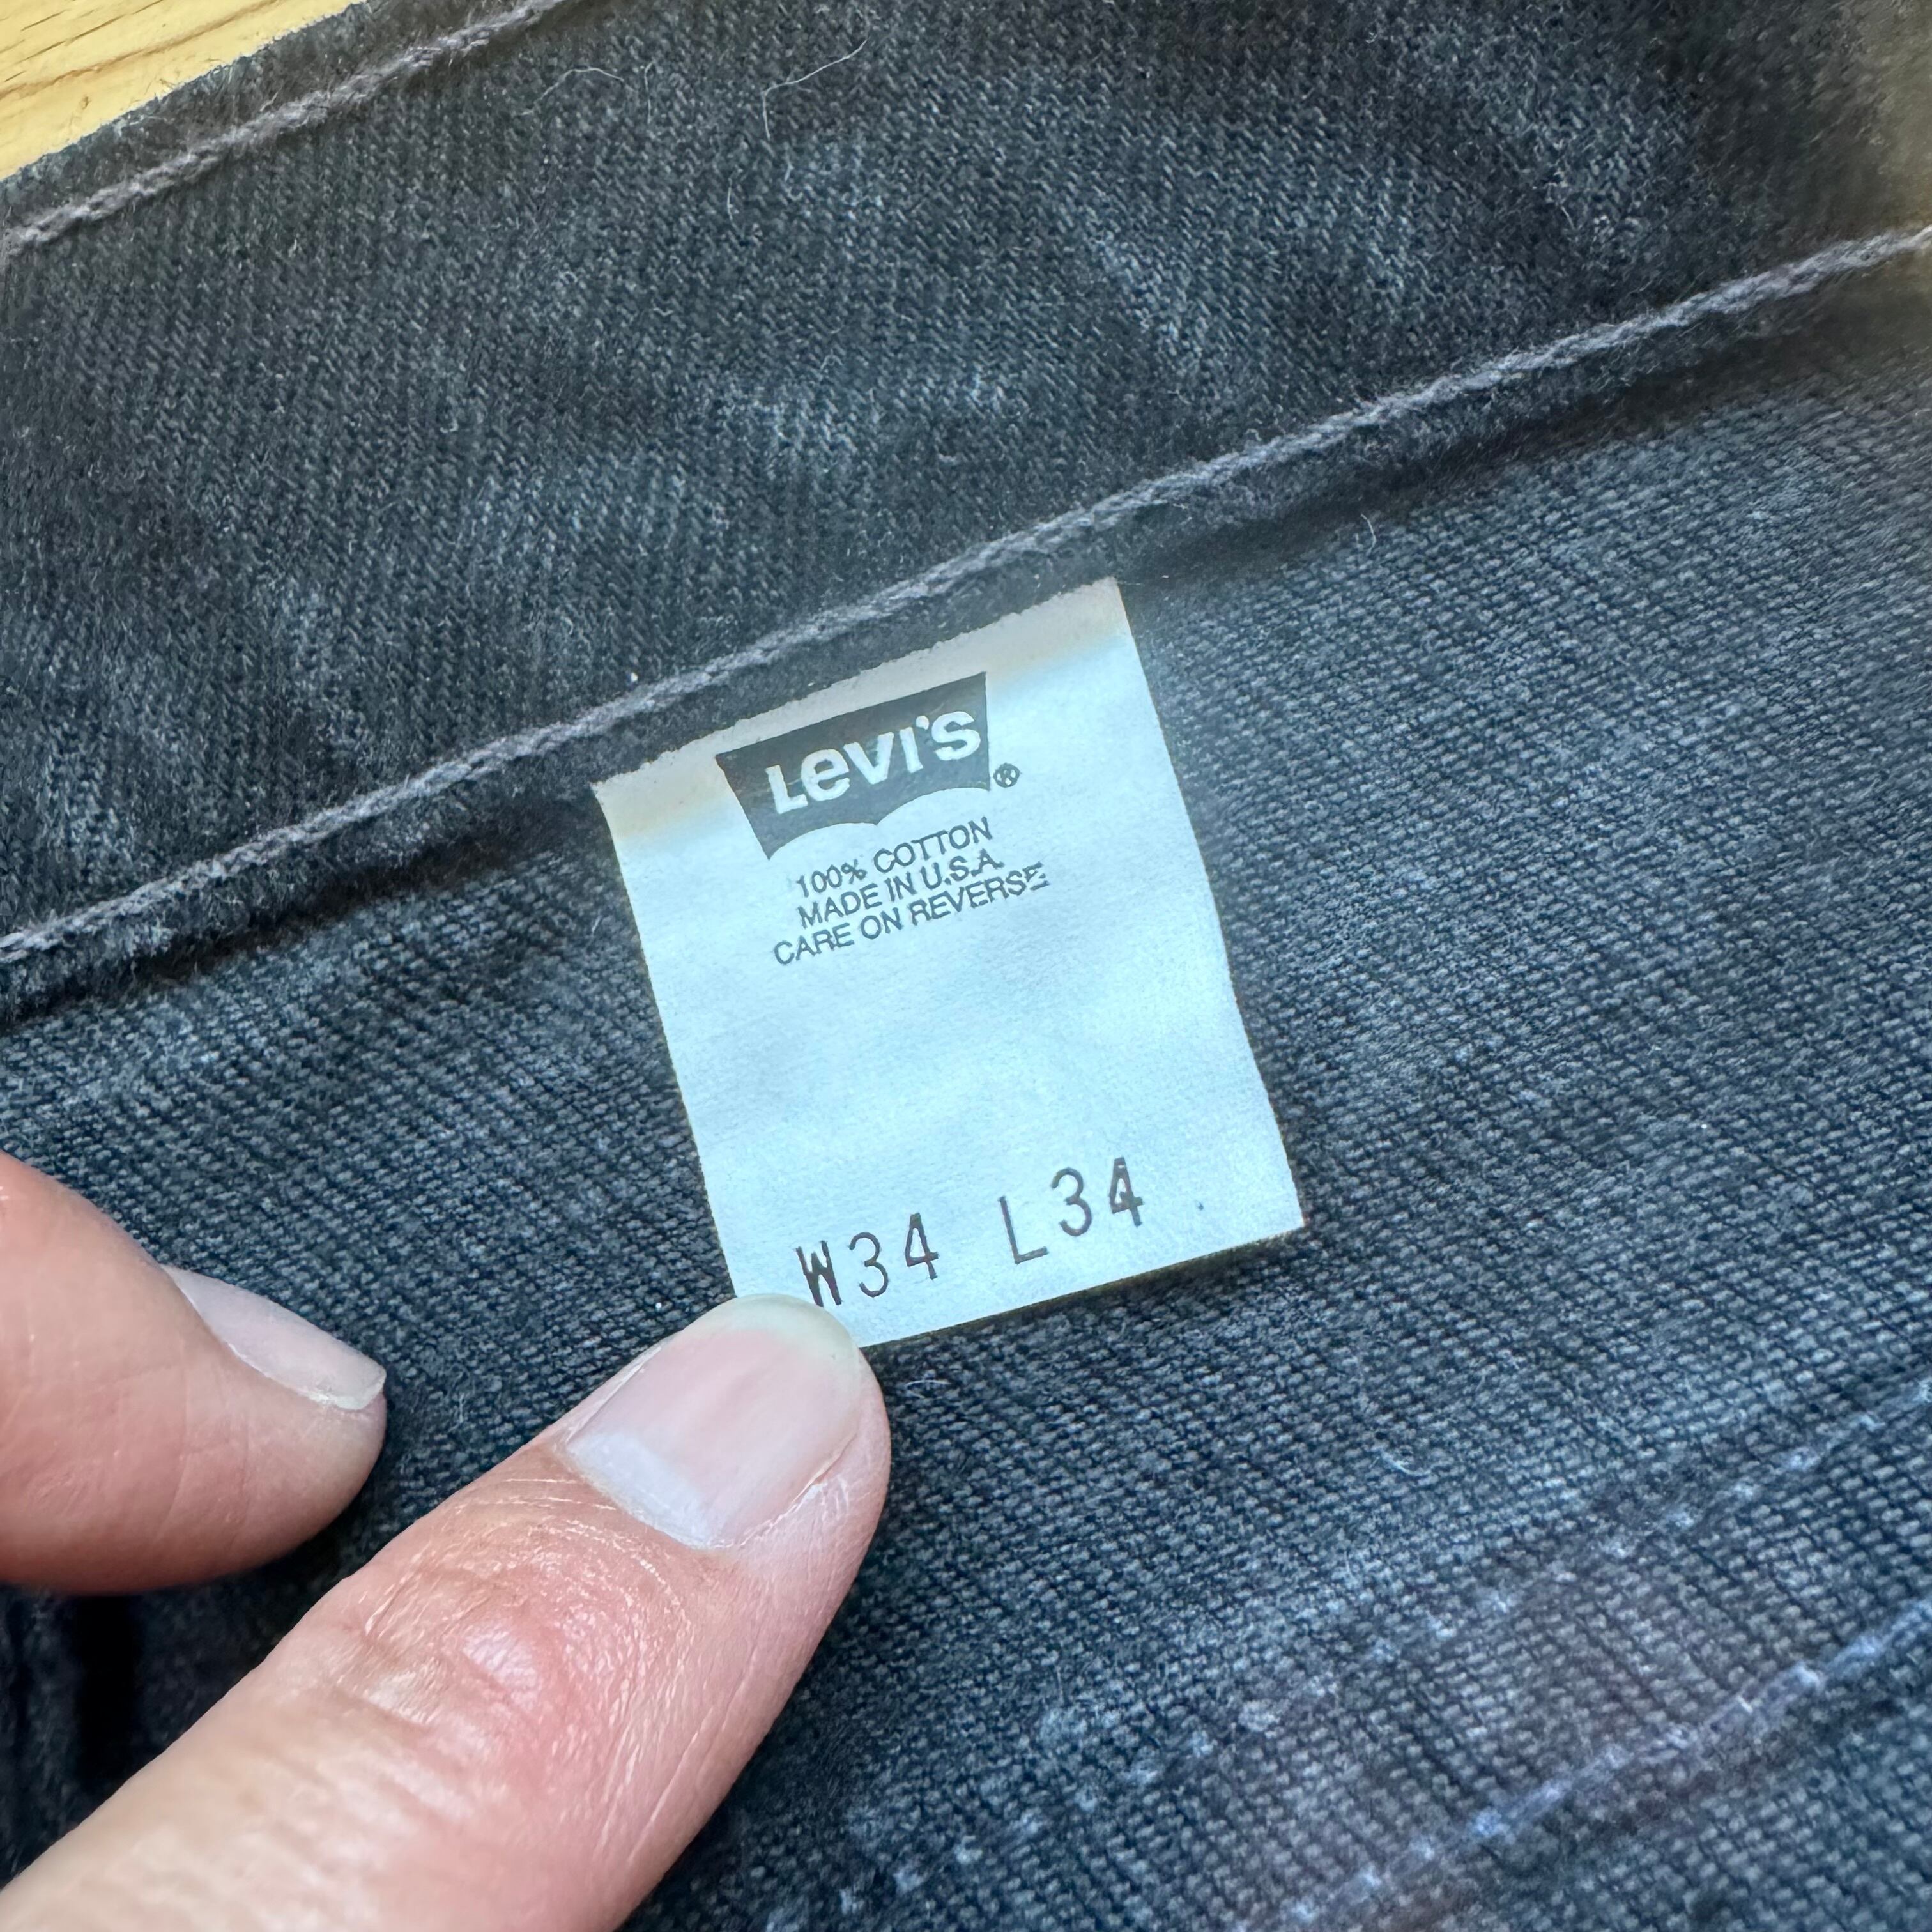 Levi's ®
100% COTTON
MADE IN U.S.A.
CARE ON REVERSE
W34 L34